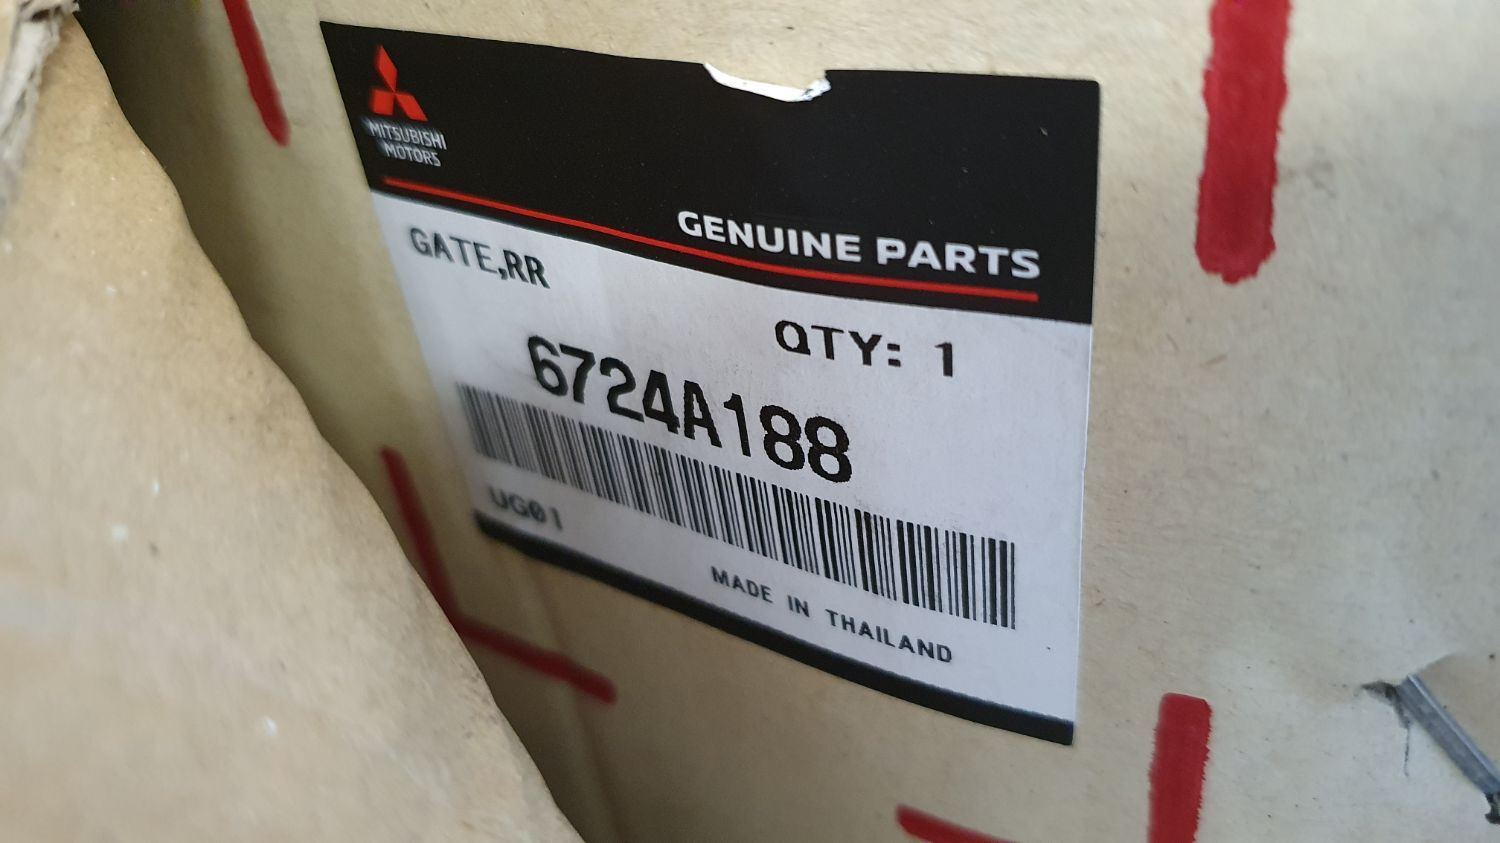 MITSUBISHI
MOTORS
GENUINE PARTS
GATE,RR
QTY: 1
6724A188
UG01
MADE IN THAILAND